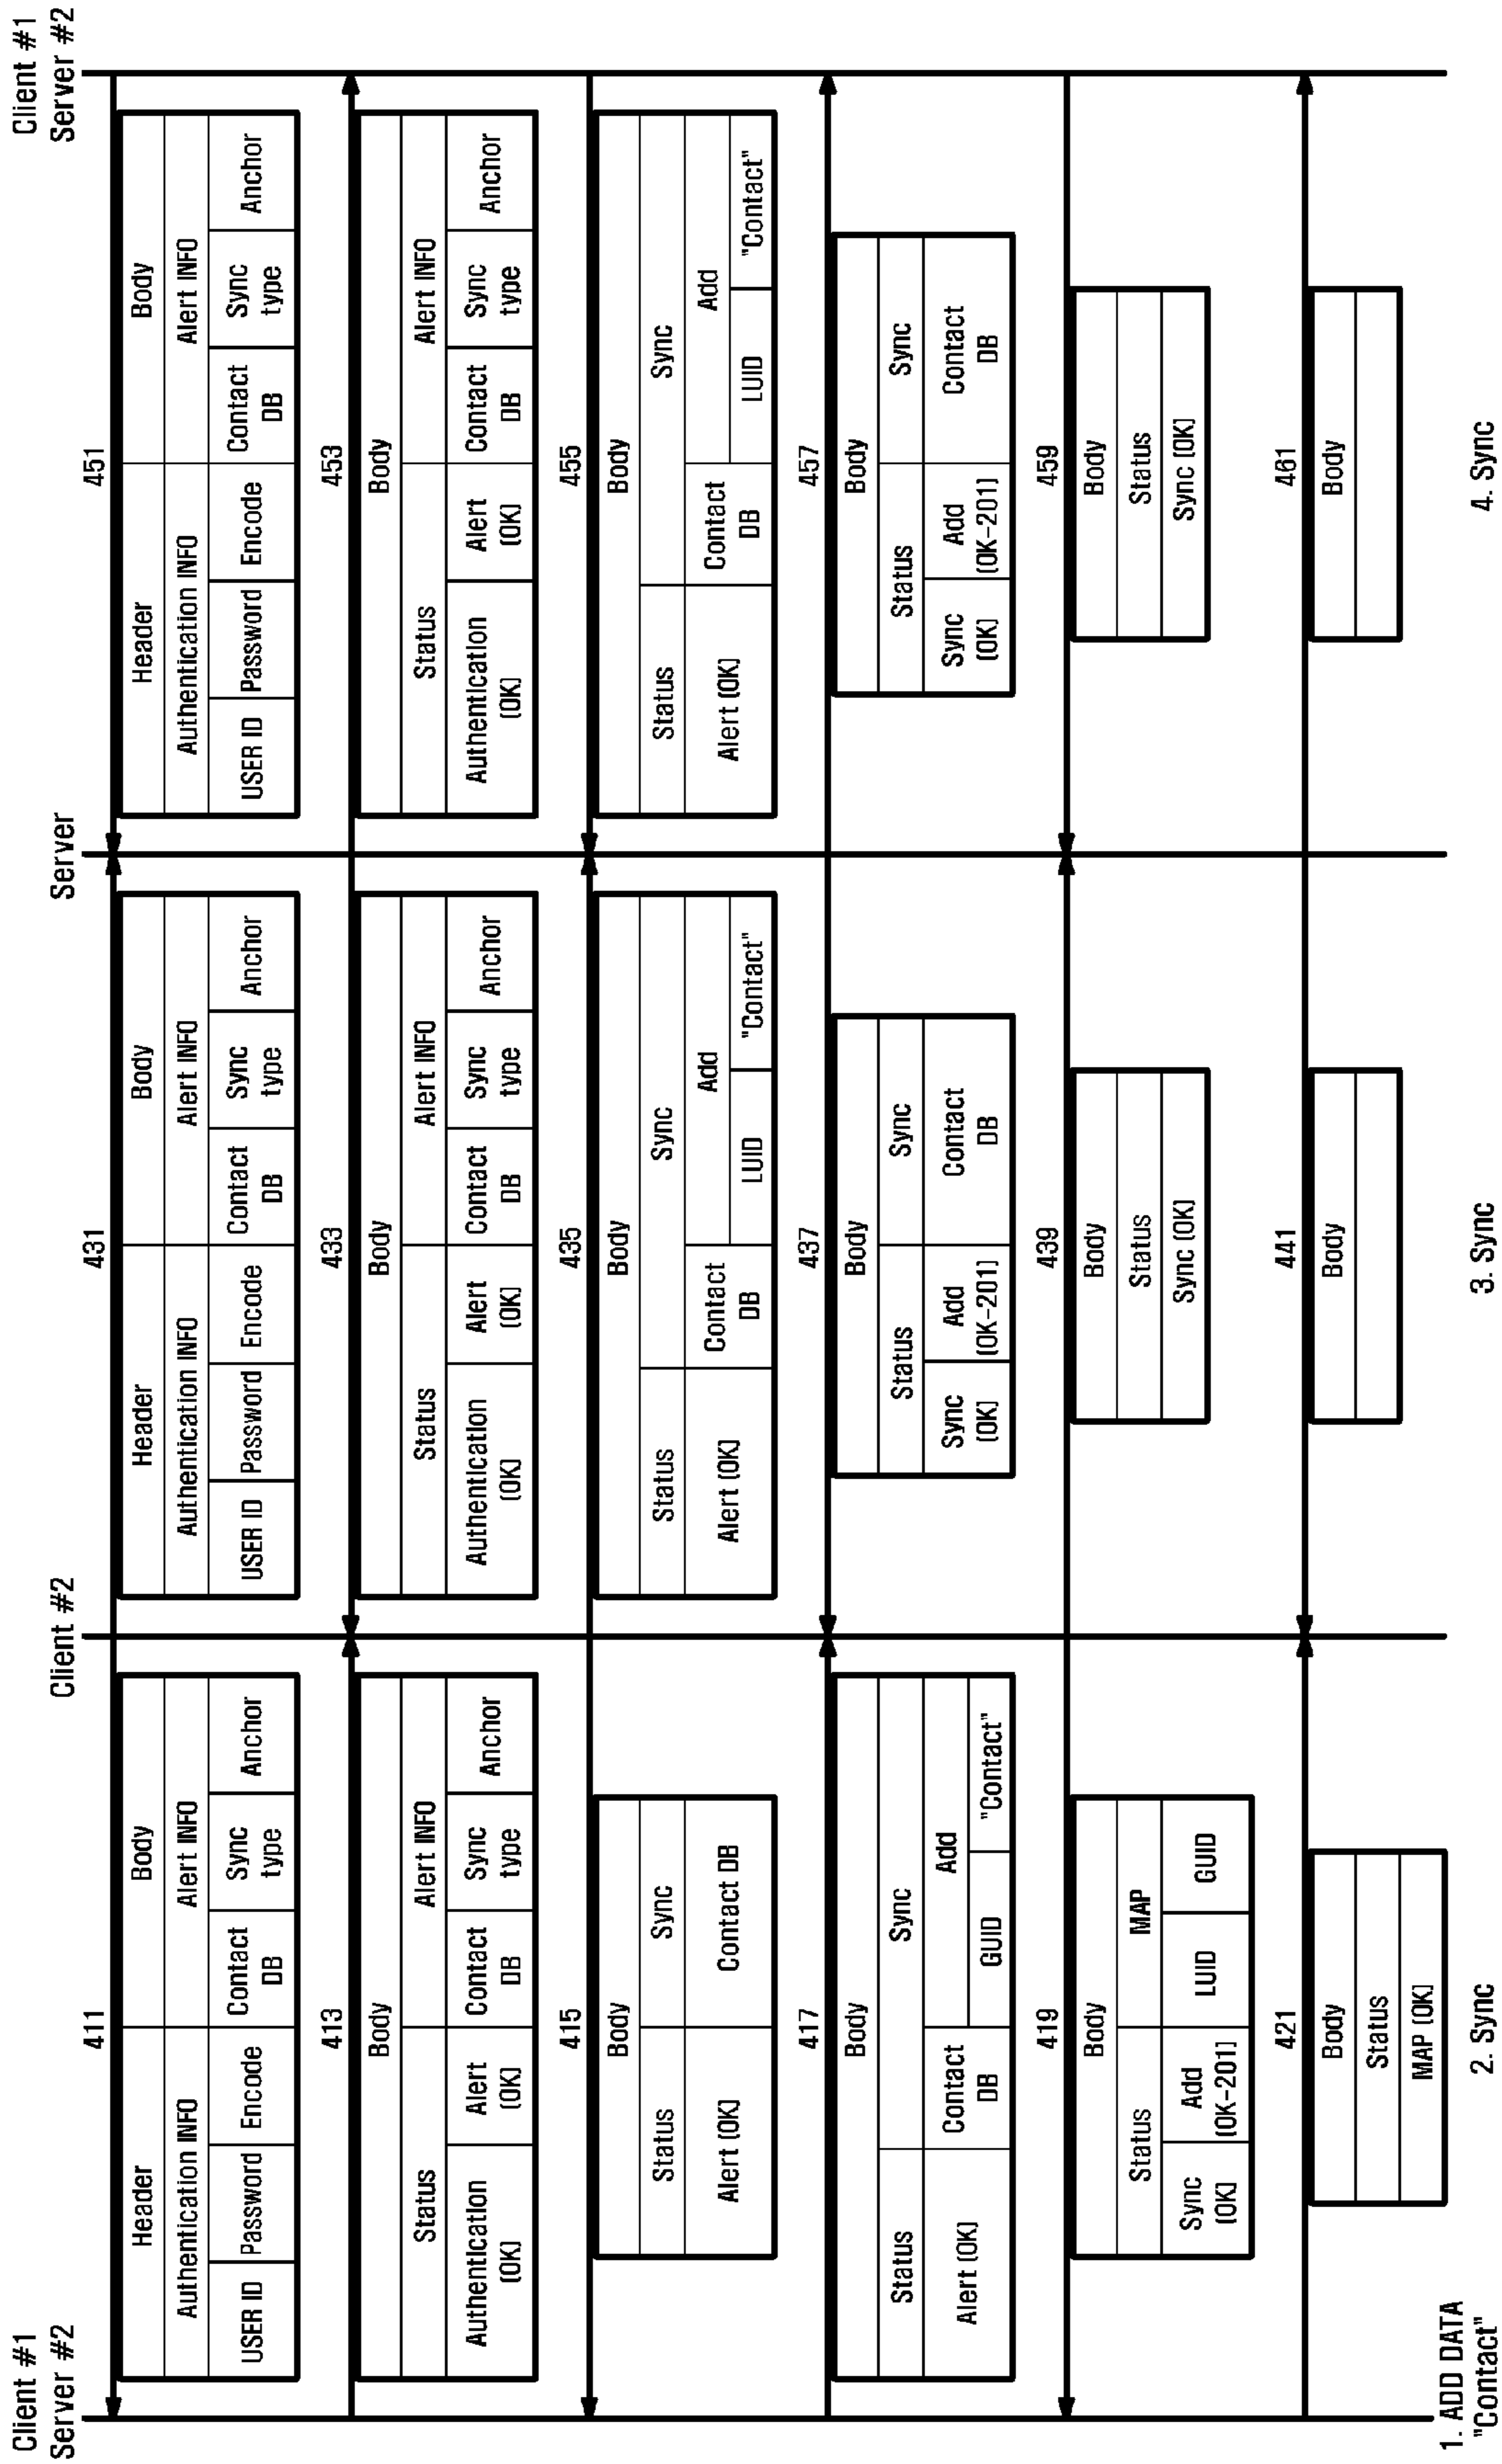 Client #1
Server #2
Client #2
Server
Client #1
Server #2
411
Header
Body
Authentication INFO
Alert INFO
USER ID
Password
Encode
Contact
DB
Sync
type
Anchor
413
Body
Status
Alert INFO
Authentication
(OK)
Alert
(OK)
Contact
DB
Sync
type
Anchor
415
Body
Status
Sync
Alert (OK)
Contact DB
417
Body
Status
Sync
Alert (OK)
Contact
DB
Add
GUID
"Contact"
419
Body
Status
MAP
Sync
(OK)
Add
(OK-201)
LUID
GUID
421
Body
Status
MAP (OK)
431
Header
Body
Authentication INFO
Alert INFO
USER ID
Password
Encode
Contact
DB
Sync
type
Anchor
433
Body
Status
Alert INFO
Authentication
(OK)
Alert
(OK)
Contact
DB
Sync
type
Anchor
435
Body
Status
Sync
Alert (OK)
Contact
DB
Add
LUID
"Contact"
437
Body
Status
Sync
Sync
(OK)
Add
(OK-201)
Contact
DB
439
Body
Status
Sync (OK)
441
Body
451
Header
Body
Authentication INFO
Alert INFO
USER ID
Password
Encode
Contact
DB
Sync
type
Anchor
453
Body
Status
Alert INFO
Authentication
(OK)
Alert
(OK)
Contact
DB
Sync
type
Anchor
455
Body
Status
Sync
Alert (OK)
Contact
DB
Add
LUID
"Contact"
457
Body
Status
Sync
Sync
(OK)
Add
(OK-201)
Contact
DB
459
Body
Status
Sync (OK)
461
Body
1. ADD DATA
"Contact"
2. Sync
3. Sync
4. Sync